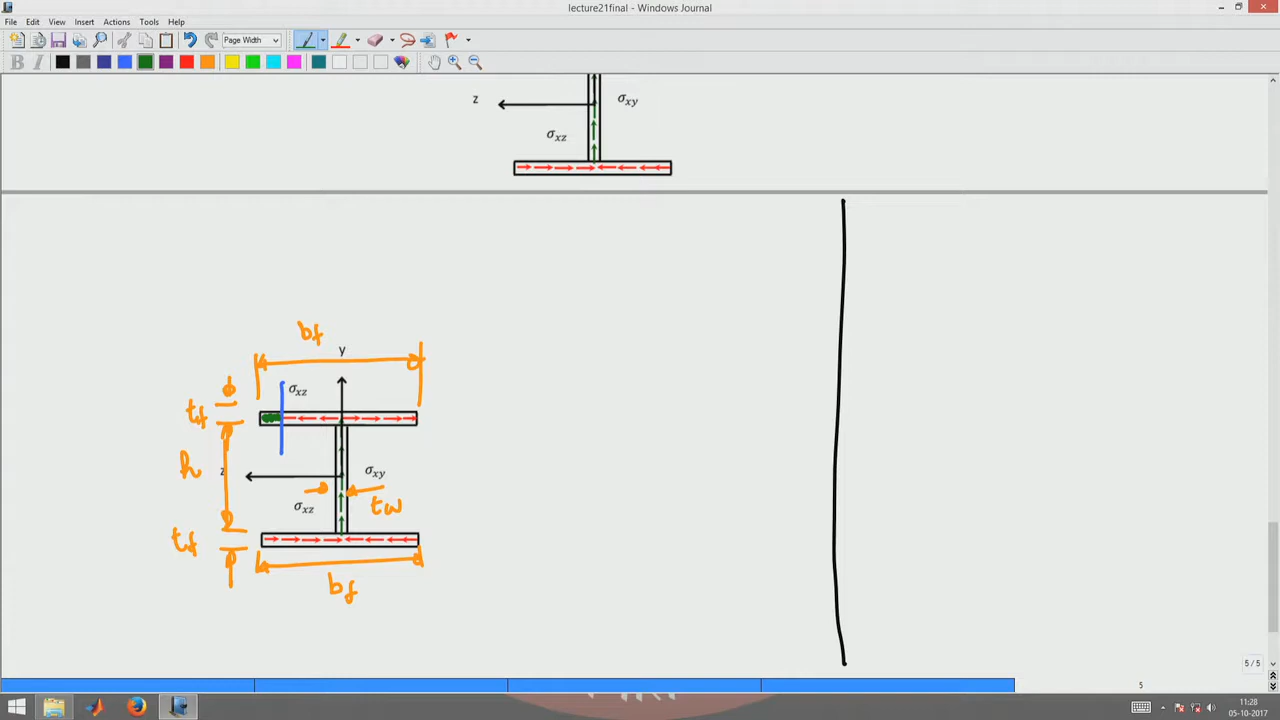 lecture21final - Windows Journal
File Edit View Insert Actions Tools Help
Page Width
B I
z σxy
σxz
bf
y
σxz
tf
h z
σxy
σxz tw
tf
bf
5 / 5
5
11:28
05-10-2017